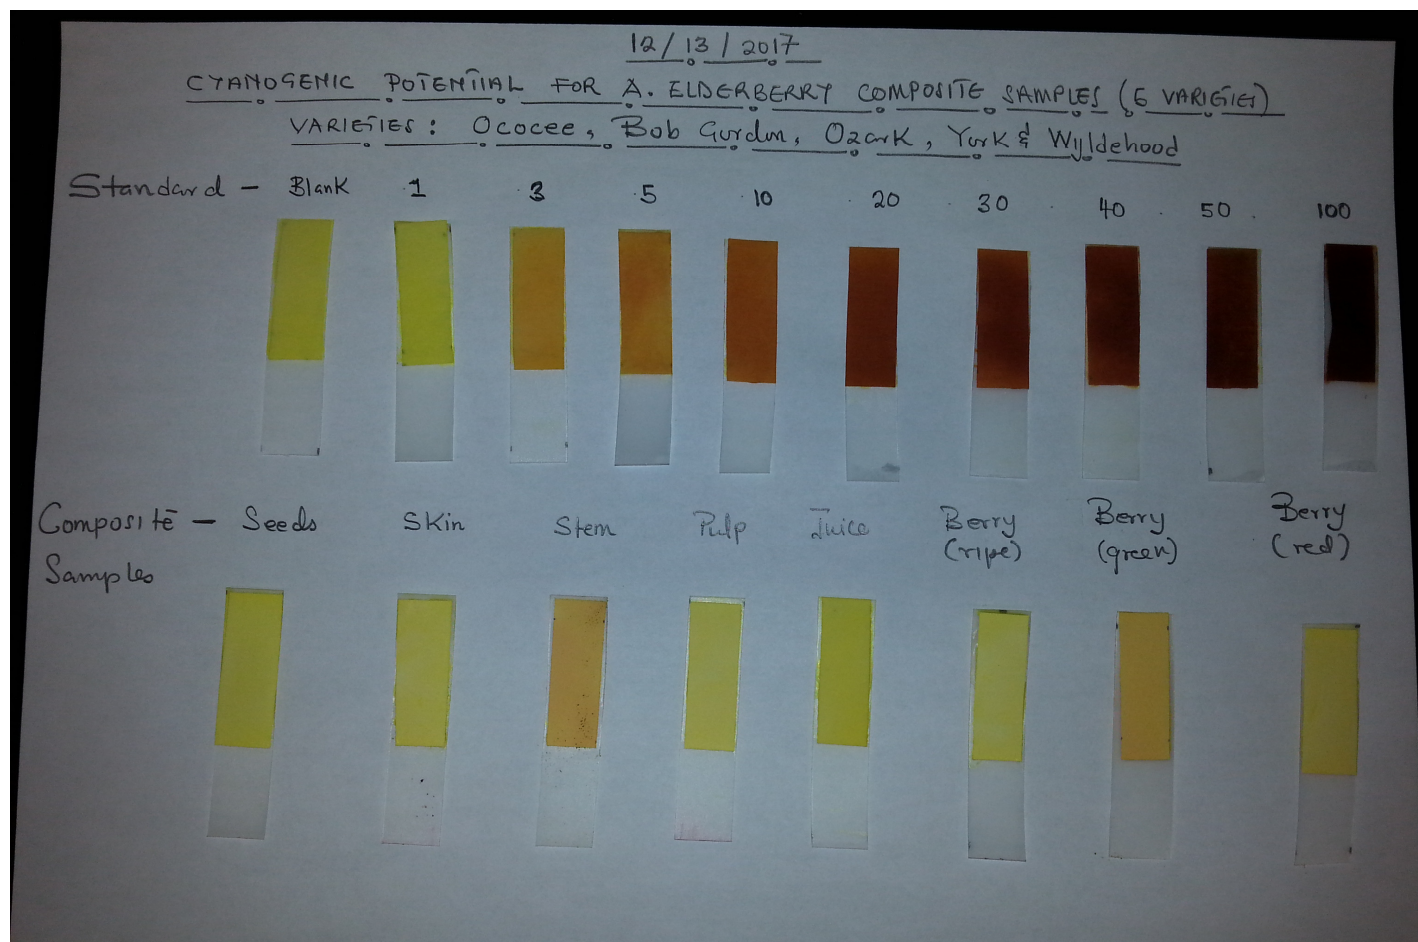 12/13/2017
CYANOGENIC POTENTIAL FOR A. ELDERBERRY COMPOSITE SAMPLES (5 VARIETIES)
VARIETIES: Ococee, Bob Gordon, Ozark, York & Wyldehood
Standard - Blank 1 3 5 10 20 30 40 50 100
Composite - Seeds Skin Stem Pulp Juice Berry Berry Berry
Samples (ripe) (green) (red)